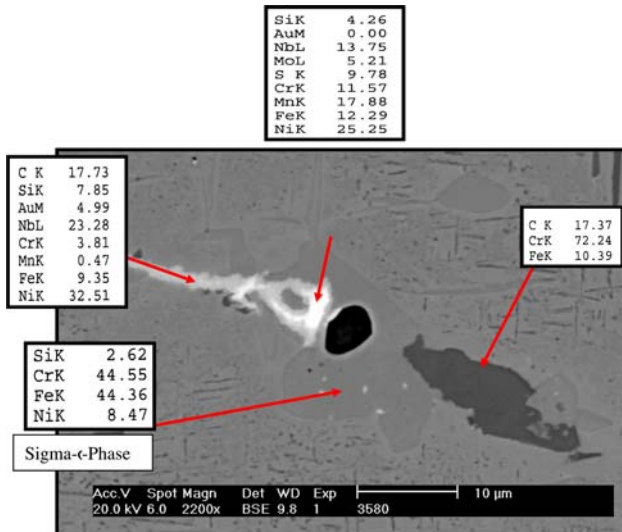 SiK 4.26
AuM 0.00
NbL 13.75
MoL 5.21
S K 9.78
CrK 11.57
MnK 17.88
FeK 12.29
NiK 25.25
C K 17.73
SiK 7.85
AuM 4.99
NbL 23.28
CrK 3.81
MnK 0.47
FeK 9.35
NiK 32.51
C K 17.37
CrK 72.24
FeK 10.39
SiK 2.62
CrK 44.55
FeK 44.36
NiK 8.47
Sigma-σ-Phase
Acc.V Spot Magn Det WD Exp 10 µm
20.0 kV 6.0 2200x BSE 9.8 1 3580